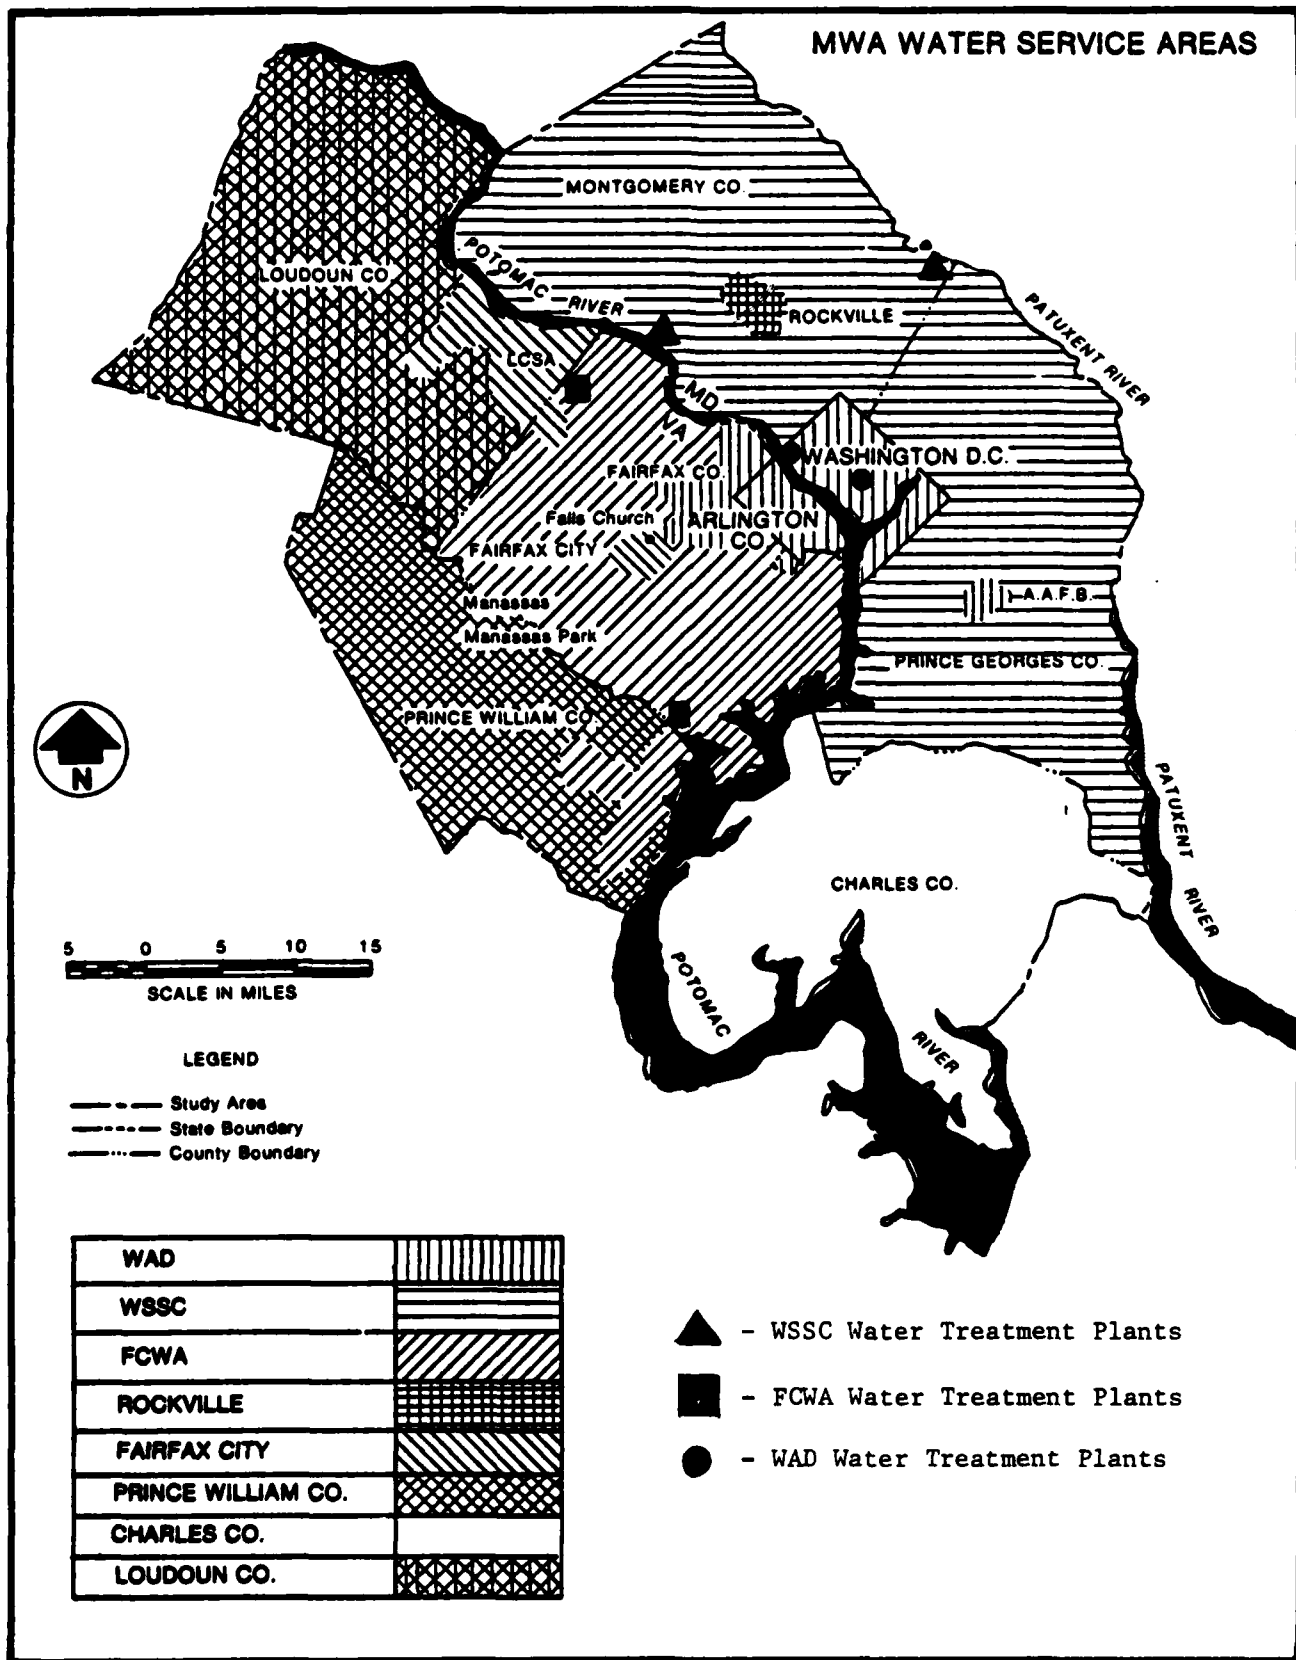 MWA WATER SERVICE AREAS
MONTGOMERY CO.
LOUDOUN CO.
POTOMAC RIVER
ROCKVILLE
PATUXENT RIVER
LCSA
MD
VA
WASHINGTON D.C.
FAIRFAX CO.
Falls Church
ARLINGTON
CO.
FAIRFAX CITY
A.A.F.B.
Manassas
Manassas Park
PRINCE GEORGES CO.
PRINCE WILLIAM CO.
N
PATUXENT RIVER
CHARLES CO.
POTOMAC RIVER
5 0 5 10 15
SCALE IN MILES
LEGEND
Study Area
State Boundary
County Boundary
WAD
WSSC
FCWA
ROCKVILLE
FAIRFAX CITY
PRINCE WILLIAM CO.
CHARLES CO.
LOUDOUN CO.
- WSSC Water Treatment Plants
- FCWA Water Treatment Plants
- WAD Water Treatment Plants